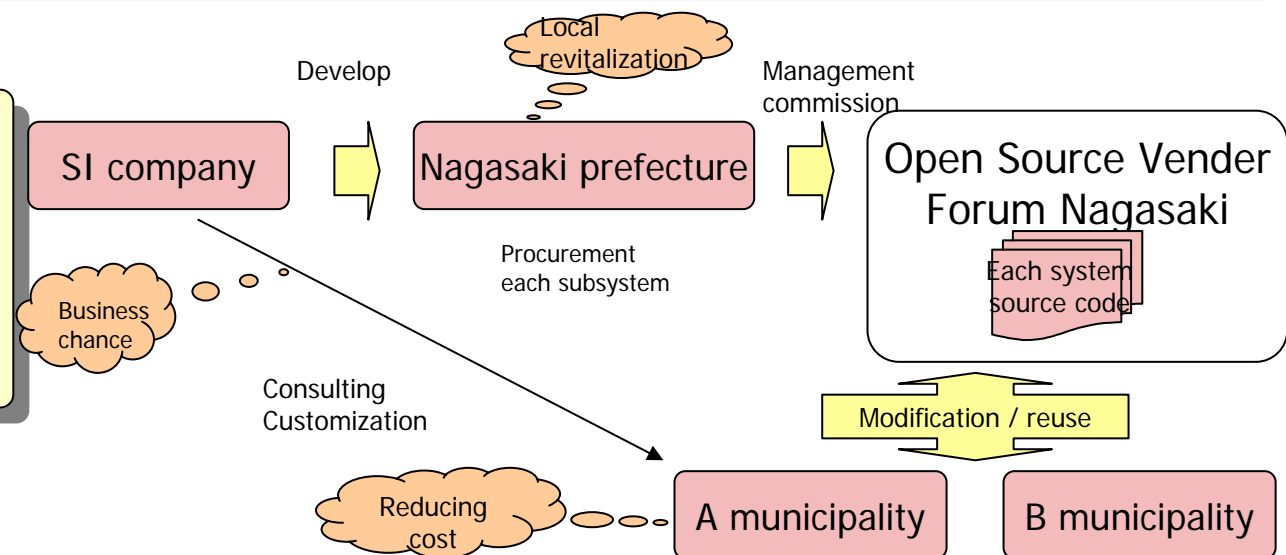 Local
revitalization
Develop
Management
commission
SI company
Nagasaki prefecture
Open Source Vender
Forum Nagasaki
Procurement
each subsystem
Each system
source code
Business
chance
Consulting
Customization
Modification / reuse
Reducing
cost
A municipality
B municipality